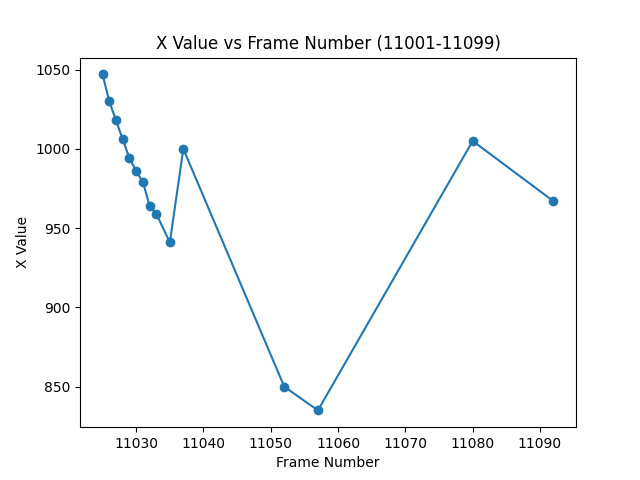 X Value vs Frame Number (11001-11099)
1050
1000
950
900
850
X Value
11030 11040 11050 11060 11070 11080 11090
Frame Number